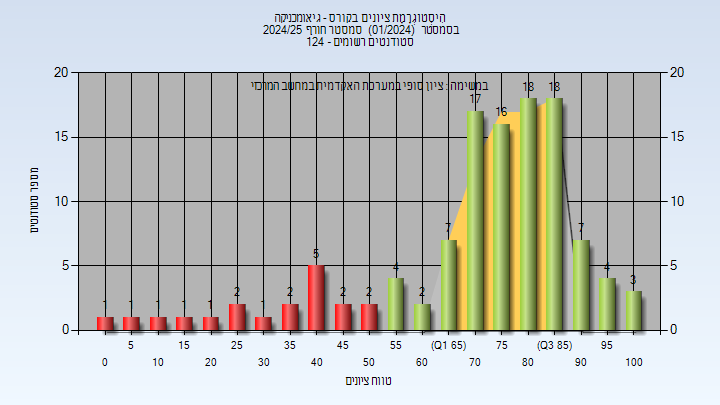 היסטוגרמת ציונים בקורס - גיאומכניקה
בסמסטר (01/2024) סמסטר חורף 2024/25
סטודנטים רשומים - 124
במשימה : ציון סופי במערכת האקדמית במחשב המרכזי
מספר סטודנטים
20 15 10 5 0
20 15 10 5 0
1 1 1 1 1 2 1 2 5 2 2 4 2 7 17 16 18 18 7 4 3
5 15 25 35 45 55 (Q1 65) 75 (Q3 85) 95
0 10 20 30 40 50 60 70 80 90 100
טווח ציונים